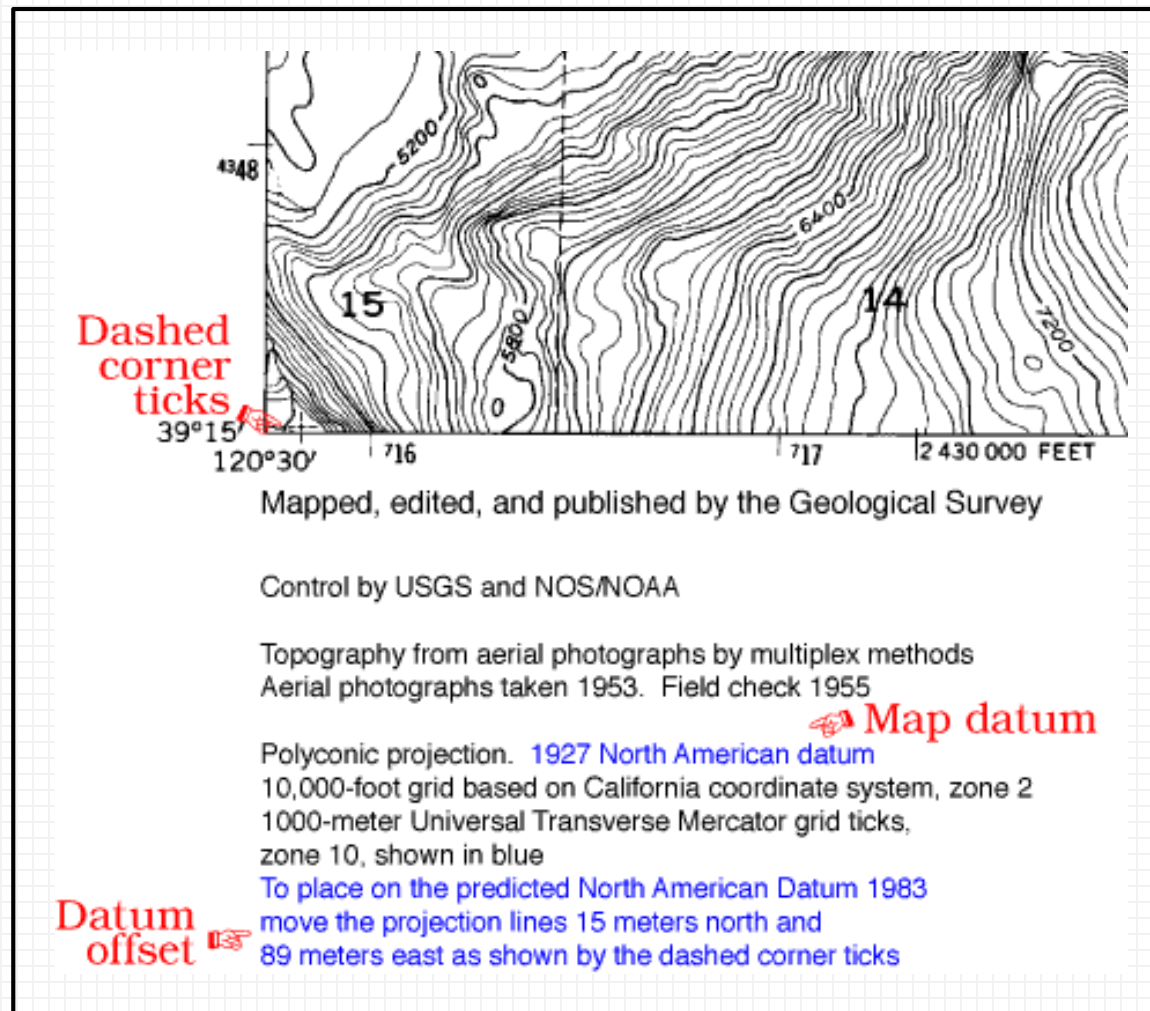 5200
⁴³48
6400
15
14
5800
7200
Dashed
corner
ticks
39°15'
120°30'
⁷16
⁷17
2 430 000 FEET
Mapped, edited, and published by the Geological Survey
Control by USGS and NOS/NOAA
Topography from aerial photographs by multiplex methods
Aerial photographs taken 1953. Field check 1955
Map datum
Polyconic projection. 1927 North American datum
10,000-foot grid based on California coordinate system, zone 2
1000-meter Universal Transverse Mercator grid ticks,
zone 10, shown in blue
To place on the predicted North American Datum 1983
Datum
offset
move the projection lines 15 meters north and
89 meters east as shown by the dashed corner ticks